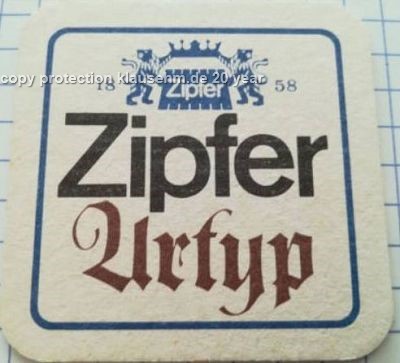 copy protection klausenm.de 20 year
18 58
Zipfer
Zipfer
Urtyp